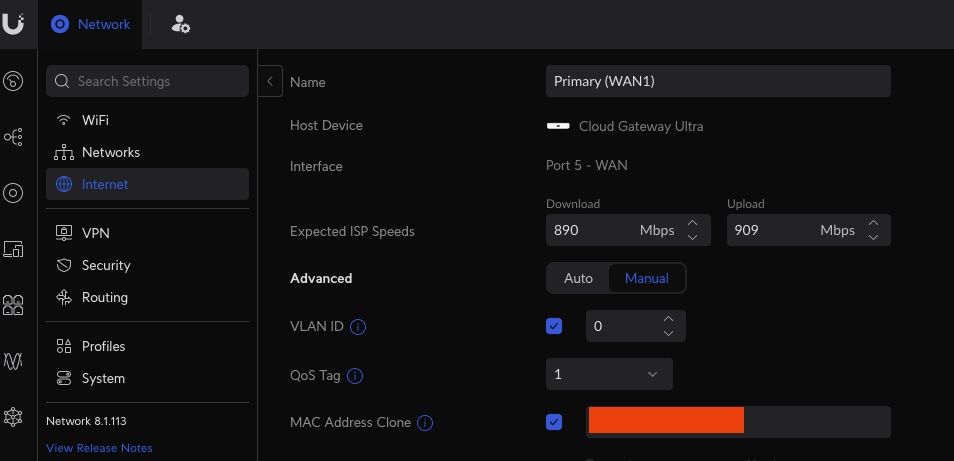 Network
Search Settings
WiFi
Networks
Internet
VPN
Security
Routing
Profiles
System
Network 8.1.113
View Release Notes
Name
Primary (WAN1)
Host Device
Cloud Gateway Ultra
Interface
Port 5 - WAN
Download Upload
Expected ISP Speeds
890 Mbps 909 Mbps
Advanced
Auto Manual
VLAN ID
0
QoS Tag
1
MAC Address Clone